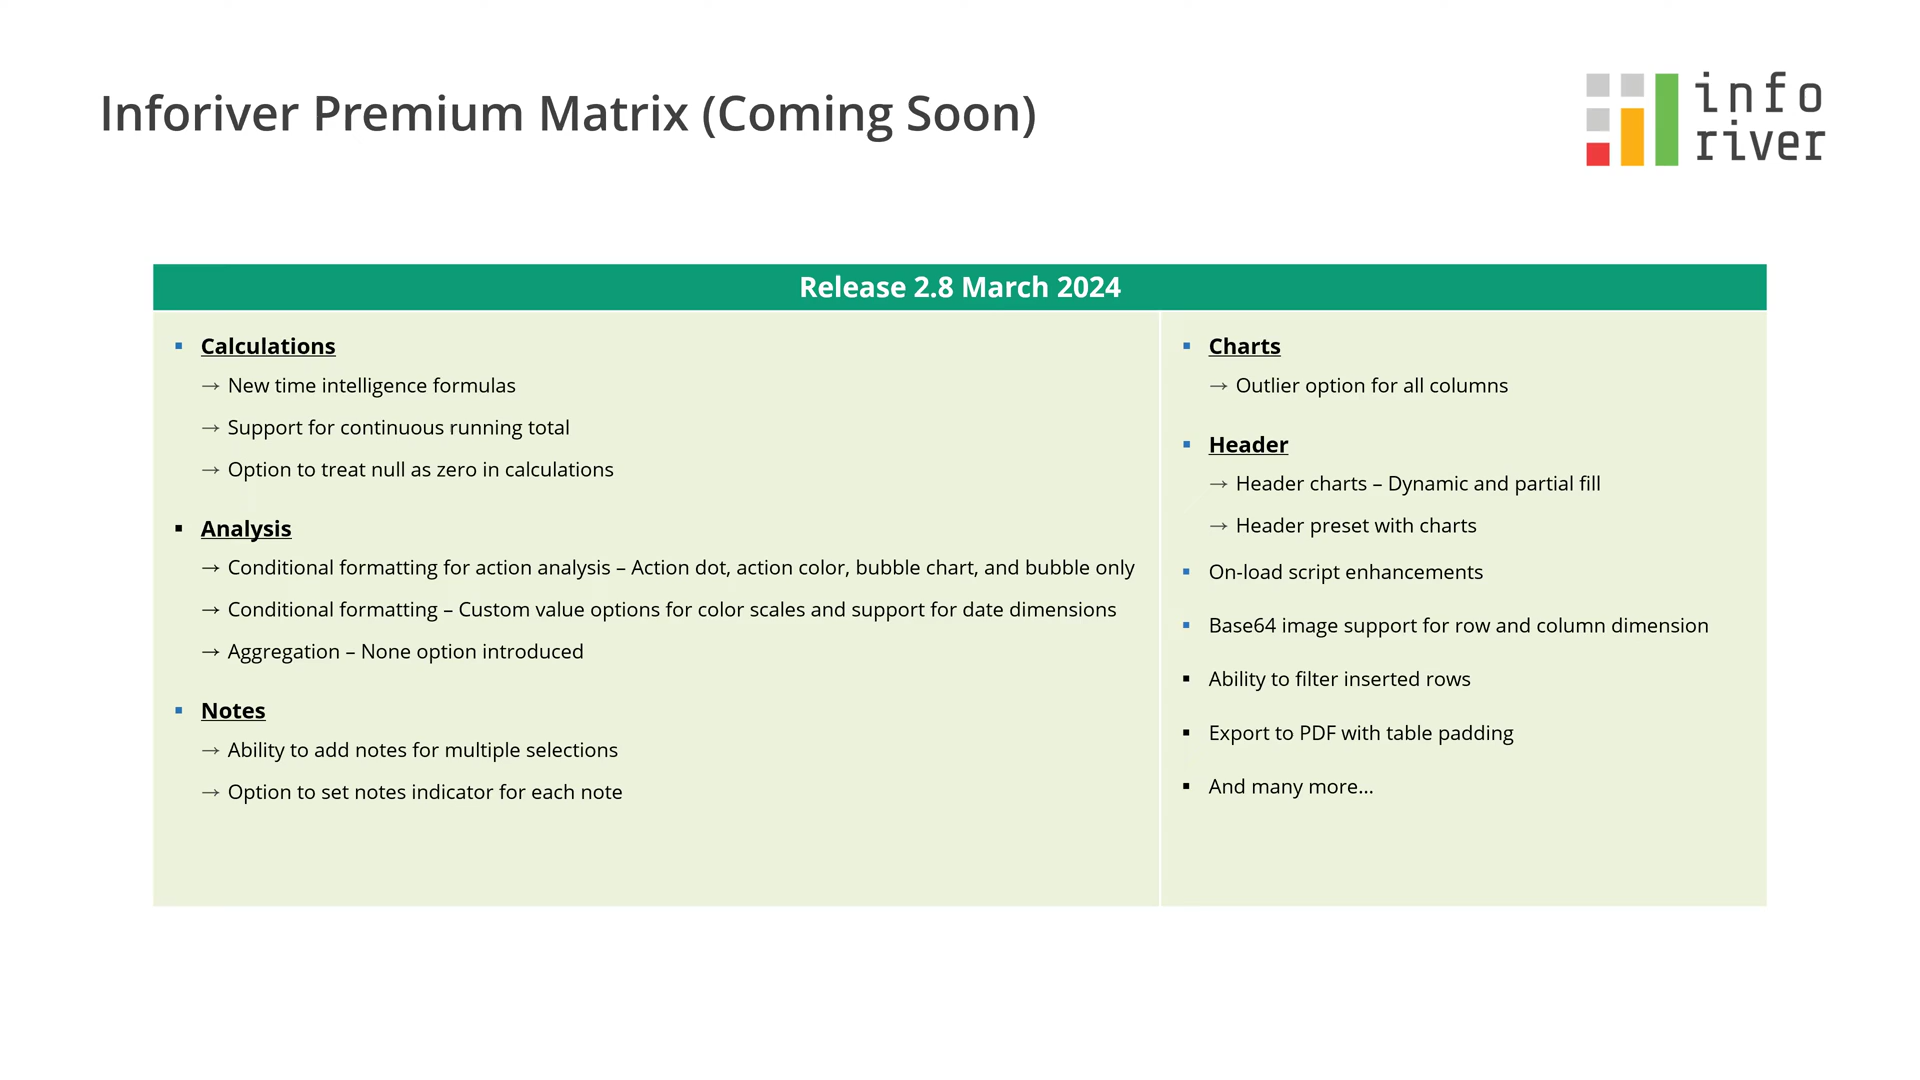 Inforiver Premium Matrix (Coming Soon)
info
river
Release 2.8 March 2024
▪ Calculations
→ New time intelligence formulas
→ Support for continuous running total
→ Option to treat null as zero in calculations
▪ Analysis
→ Conditional formatting for action analysis – Action dot, action color, bubble chart, and bubble only
→ Conditional formatting – Custom value options for color scales and support for date dimensions
→ Aggregation – None option introduced
▪ Notes
→ Ability to add notes for multiple selections
→ Option to set notes indicator for each note
▪ Charts
→ Outlier option for all columns
▪ Header
→ Header charts – Dynamic and partial fill
→ Header preset with charts
▪ On-load script enhancements
▪ Base64 image support for row and column dimension
▪ Ability to filter inserted rows
▪ Export to PDF with table padding
▪ And many more...